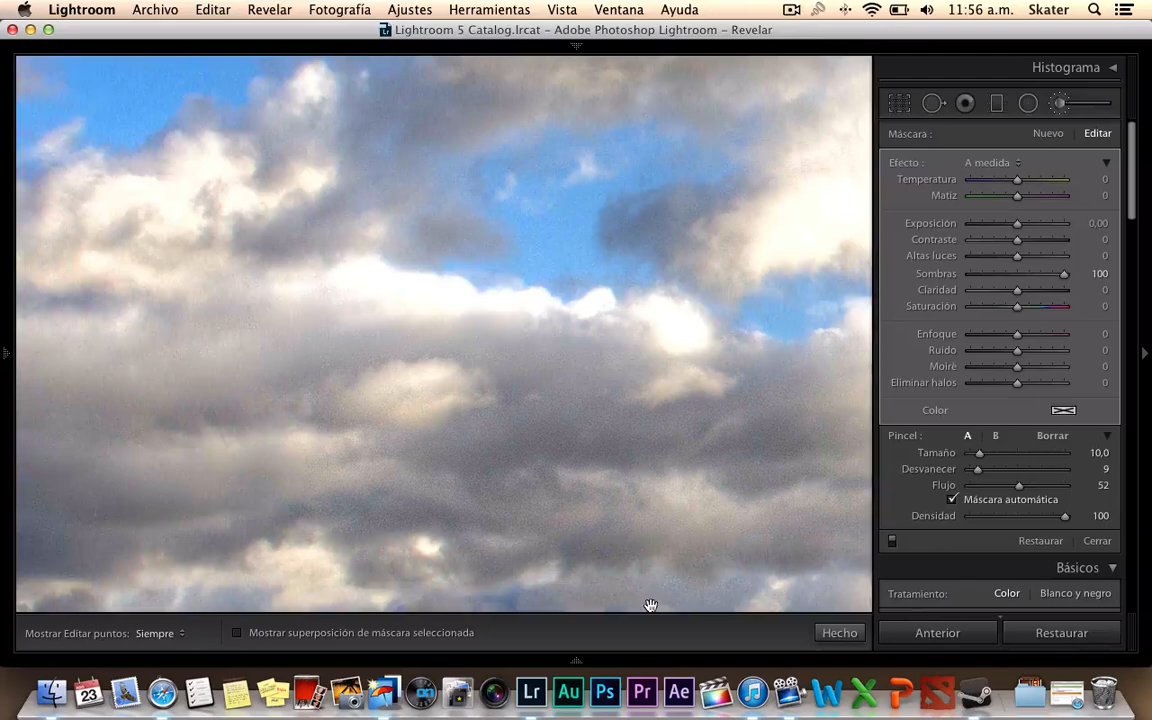 Lightroom Archivo Editar Revelar Fotografía Ajustes Herramientas Vista Ventana Ayuda 11:56 a.m. Skater
Lightroom 5 Catalog.lrcat – Adobe Photoshop Lightroom – Revelar
Histograma
Máscara : Nuevo Editar
Efecto : A medida
Temperatura 0
Matiz 0
Exposición 0,00
Contraste 0
Altas luces 0
Sombras 100
Claridad 0
Saturación 0
Enfoque 0
Ruido 0
Moiré 0
Eliminar halos 0
Color
Pincel : A B Borrar
Tamaño 10,0
Desvanecer 9
Flujo 52
Máscara automática
Densidad 100
Restaurar Cerrar
Básicos
Tratamiento: Color Blanco y negro
Mostrar Editar puntos: Siempre Mostrar superposición de máscara seleccionada Hecho Anterior Restaurar
23 on Lr Au Ps Pr Ae W X P